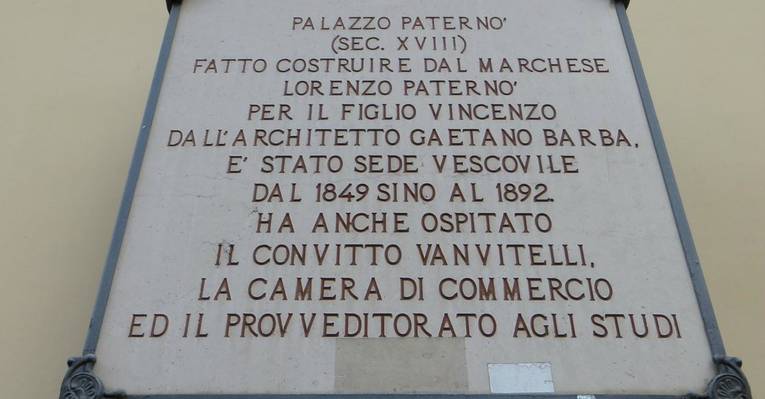 PALAZZO PATERNO'
(SEC. XVIII)
FATTO COSTRUIRE DAL MARCHESE
LORENZO PATERNO'
PER IL FIGLIO VINCENZO
DALL'ARCHITETTO GAETANO BARBA,
E' STATO SEDE VESCOVILE
DAL 1849 SINO AL 1892.
HA ANCHE OSPITATO
IL CONVITTO VANVITELLI,
LA CAMERA DI COMMERCIO
ED IL PROVVEDITORATO AGLI STUDI